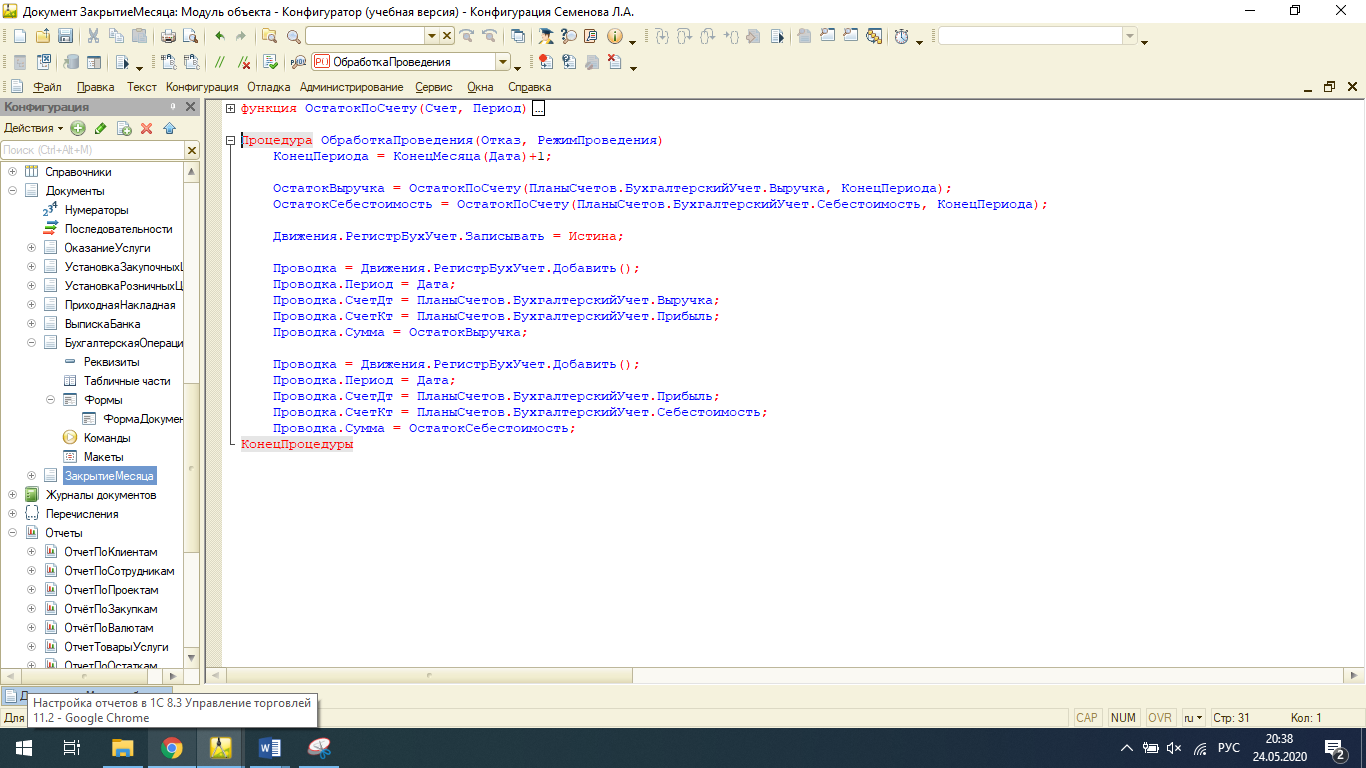 Документ ЗакрытиеМесяца: Модуль объекта - Конфигуратор (учебная версия) - Конфигурация Семенова Л.А.
ОбработкаПроведения
Файл Правка Текст Конфигурация Отладка Администрирование Сервис Окна Справка
Конфигурация
Действия
Поиск (Ctrl+Alt+M)
Справочники
Документы
Нумераторы
Последовательности
ОказаниеУслуги
УстановкаЗакупочныхЦ
УстановкаРозничныхЦ
ПриходнаяНакладная
ВыпискаБанка
БухгалтерскаяОпераци
Реквизиты
Табличные части
Формы
ФормаДокумен
Команды
Макеты
ЗакрытиеМесяца
Журналы документов
Перечисления
Отчеты
ОтчетПоКлиентам
ОтчетПоСотрудникам
ОтчетПоПроектам
ОтчётПоЗакупкам
ОтчётПоВалютам
ОтчетТоварыУслуги
ОтчетПоОстаткам
функция ОстатокПоСчету(Счет, Период) ...
Процедура ОбработкаПроведения(Отказ, РежимПроведения)
КонецПериода = КонецМесяца(Дата)+1;
ОстатокВыручка = ОстатокПоСчету(ПланыСчетов.БухгалтерскийУчет.Выручка, КонецПериода);
ОстатокСебестоимость = ОстатокПоСчету(ПланыСчетов.БухгалтерскийУчет.Себестоимость, КонецПериода);
Движения.РегистрБухУчет.Записывать = Истина;
Проводка = Движения.РегистрБухУчет.Добавить();
Проводка.Период = Дата;
Проводка.СчетДт = ПланыСчетов.БухгалтерскийУчет.Выручка;
Проводка.СчетКт = ПланыСчетов.БухгалтерскийУчет.Прибыль;
Проводка.Сумма = ОстатокВыручка;
Проводка = Движения.РегистрБухУчет.Добавить();
Проводка.Период = Дата;
Проводка.СчетДт = ПланыСчетов.БухгалтерскийУчет.Прибыль;
Проводка.СчетКт = ПланыСчетов.БухгалтерскийУчет.Себестоимость;
Проводка.Сумма = ОстатокСебестоимость;
КонецПроцедуры
Настройка отчетов в 1С 8.3 Управление торговлей
11.2 - Google Chrome
Для
CAP NUM OVR ru Стр: 31 Кол: 1
РУС
20:38
24.05.2020
2